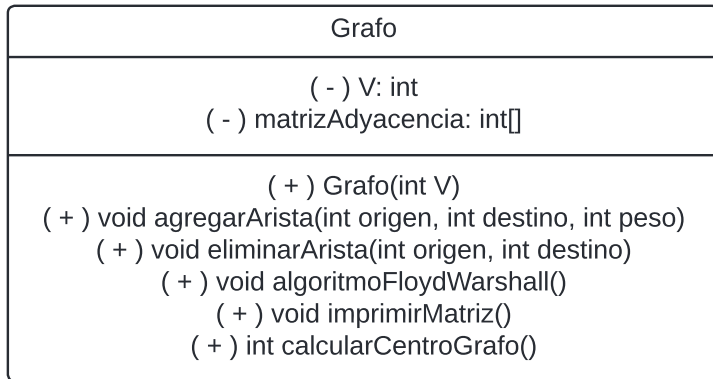 Grafo
( - ) V: int
( - ) matrizAdyacencia: int[]
( + ) Grafo(int V)
( + ) void agregarArista(int origen, int destino, int peso)
( + ) void eliminarArista(int origen, int destino)
( + ) void algoritmoFloydWarshall()
( + ) void imprimirMatriz()
( + ) int calcularCentroGrafo()